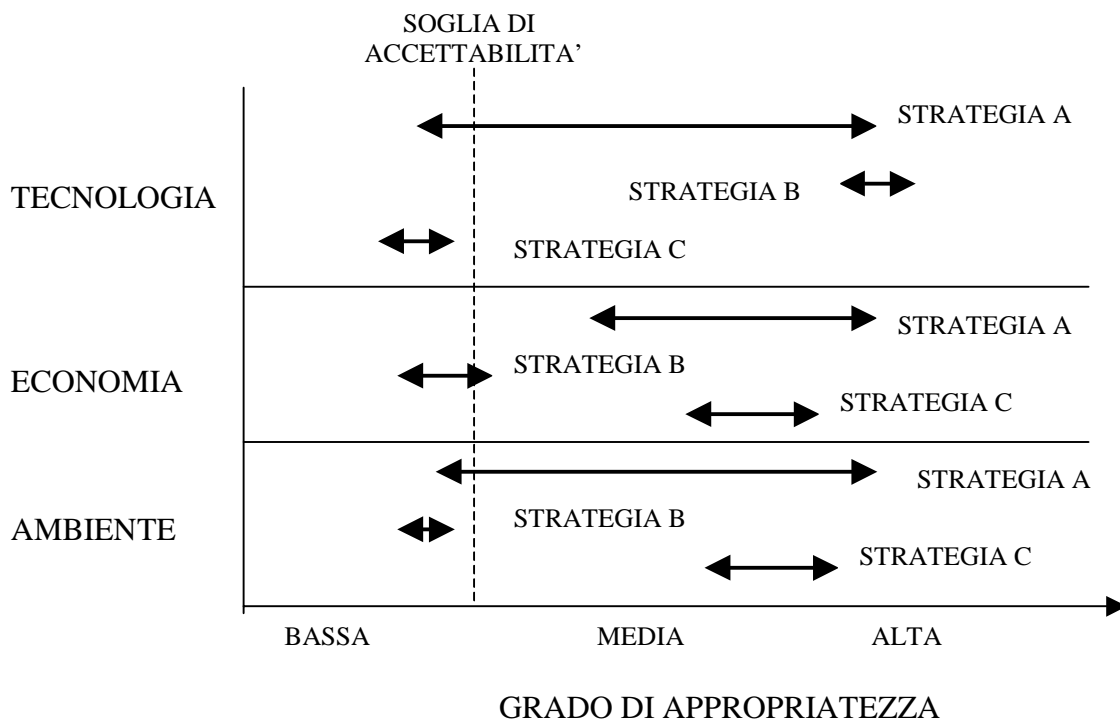 SOGLIA DI
ACCETTABILITA’
STRATEGIA A
TECNOLOGIA
STRATEGIA B
STRATEGIA C
STRATEGIA A
ECONOMIA
STRATEGIA B
STRATEGIA C
STRATEGIA A
AMBIENTE
STRATEGIA B
STRATEGIA C
BASSA
MEDIA
ALTA
GRADO DI APPROPRIATEZZA